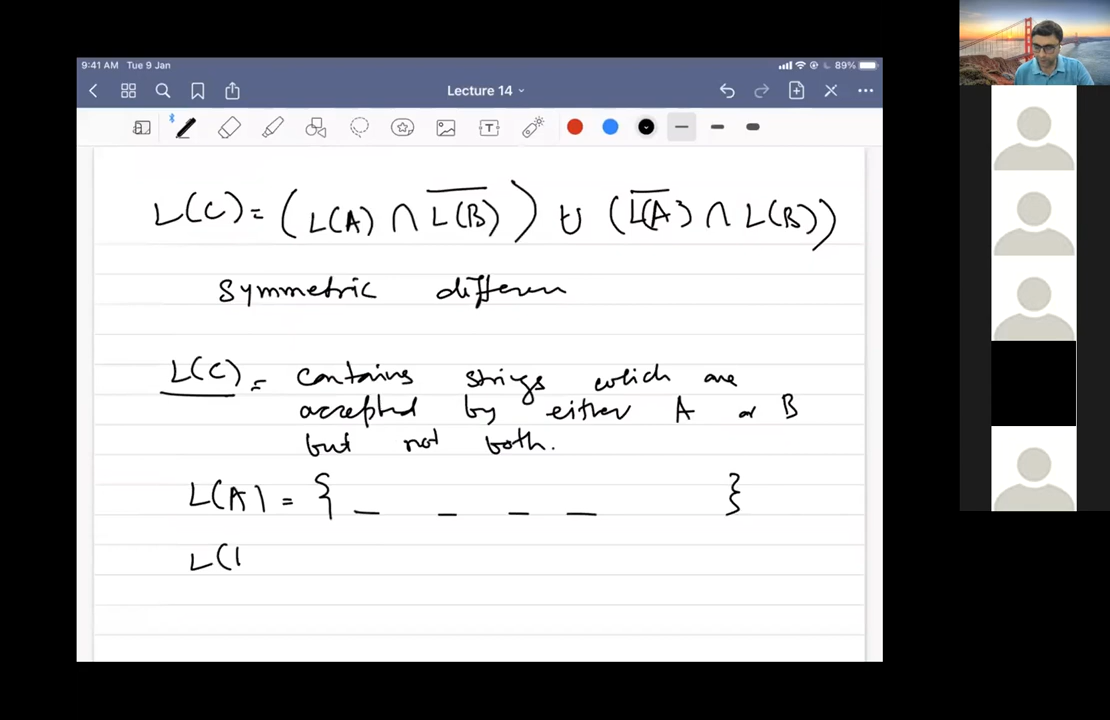 9:41 AM Tue 9 Jan 89%
Lecture 14
L(C) = (L(A) ∩ L̅(̅B̅)̅) ∪ (L̅(̅A̅)̅ ∩ L(B))
Symmetric differen
L(C) = contains strings which are
accepted by either A or B
but not both.
L(A) = { _ _ _ _ }
L(